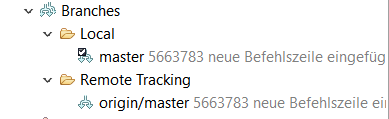 Branches
Local
master 5663783 neue Befehlszeile eingefüg
Remote Tracking
origin/master 5663783 neue Befehlszeile ei